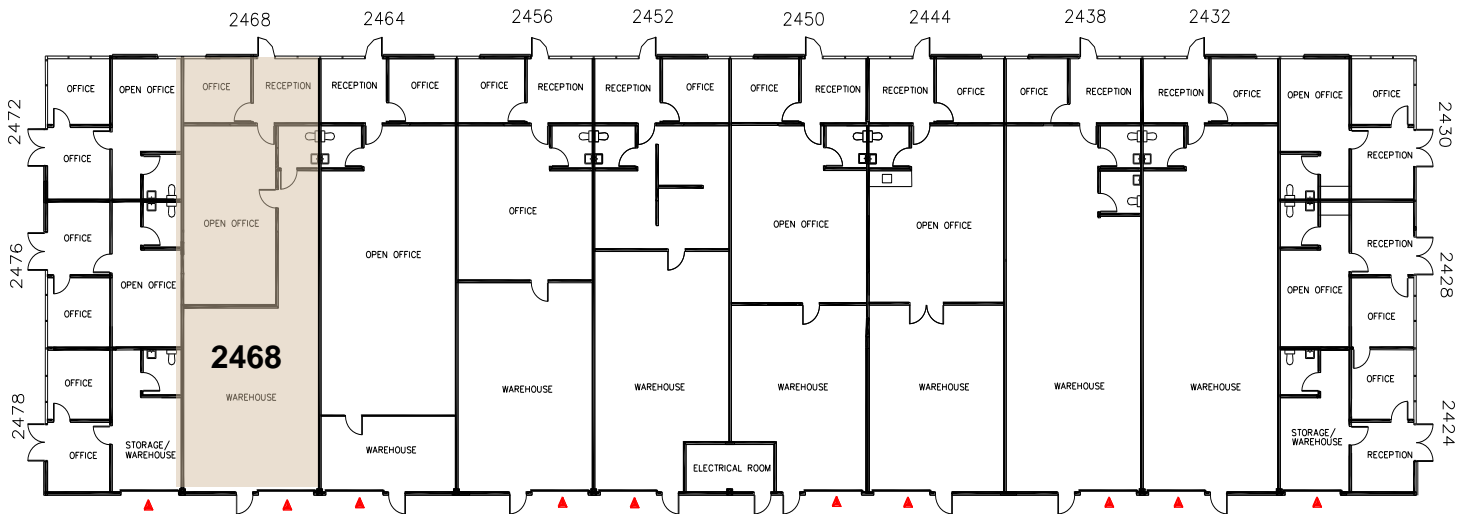 2468
2464
2456
2452
2450
2444
2438
2432
OFFICE
OPEN OFFICE
OFFICE
RECEPTION
RECEPTION
OFFICE
OFFICE
RECEPTION
RECEPTION
OFFICE
OFFICE
RECEPTION
RECEPTION
OFFICE
OFFICE
RECEPTION
RECEPTION
OFFICE
OPEN OFFICE
OFFICE
2472
2430
OFFICE
RECEPTION
OFFICE
OPEN OFFICE
OFFICE
OPEN OFFICE
OPEN OFFICE
RECEPTION
2476
OPEN OFFICE
OPEN OFFICE
2428
OPEN OFFICE
OFFICE
OFFICE
2468
OFFICE
WAREHOUSE
WAREHOUSE
WAREHOUSE
WAREHOUSE
WAREHOUSE
WAREHOUSE
WAREHOUSE
OFFICE
2478
2424
STORAGE/
WAREHOUSE
WAREHOUSE
STORAGE/
WAREHOUSE
OFFICE
RECEPTION
ELECTRICAL ROOM